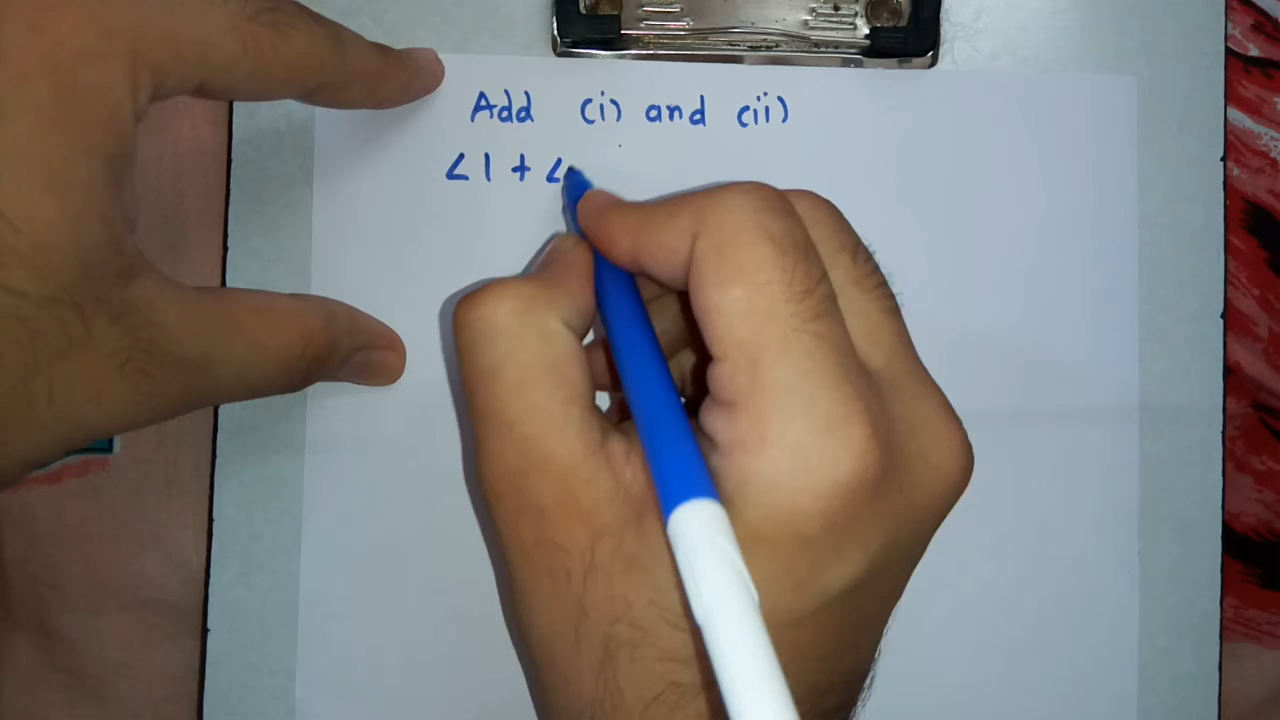 Add (i) and (ii)
∠1 + ∠